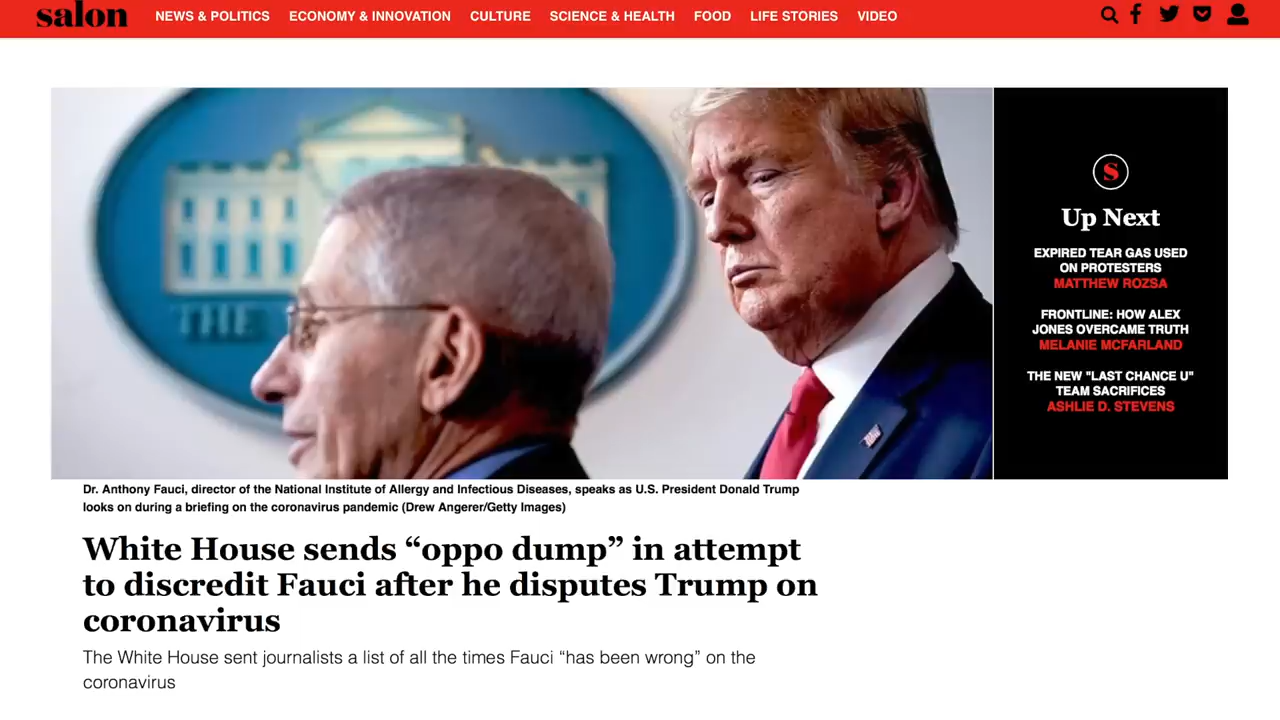 salon
NEWS & POLITICS ECONOMY & INNOVATION CULTURE SCIENCE & HEALTH FOOD LIFE STORIES VIDEO
THE
S
Up Next
EXPIRED TEAR GAS USED
ON PROTESTERS
MATTHEW ROZSA
FRONTLINE: HOW ALEX
JONES OVERCAME TRUTH
MELANIE MCFARLAND
THE NEW "LAST CHANCE U"
TEAM SACRIFICES
ASHLIE D. STEVENS
Dr. Anthony Fauci, director of the National Institute of Allergy and Infectious Diseases, speaks as U.S. President Donald Trump
looks on during a briefing on the coronavirus pandemic (Drew Angerer/Getty Images)
White House sends “oppo dump” in attempt
to discredit Fauci after he disputes Trump on
coronavirus
The White House sent journalists a list of all the times Fauci “has been wrong” on the
coronavirus